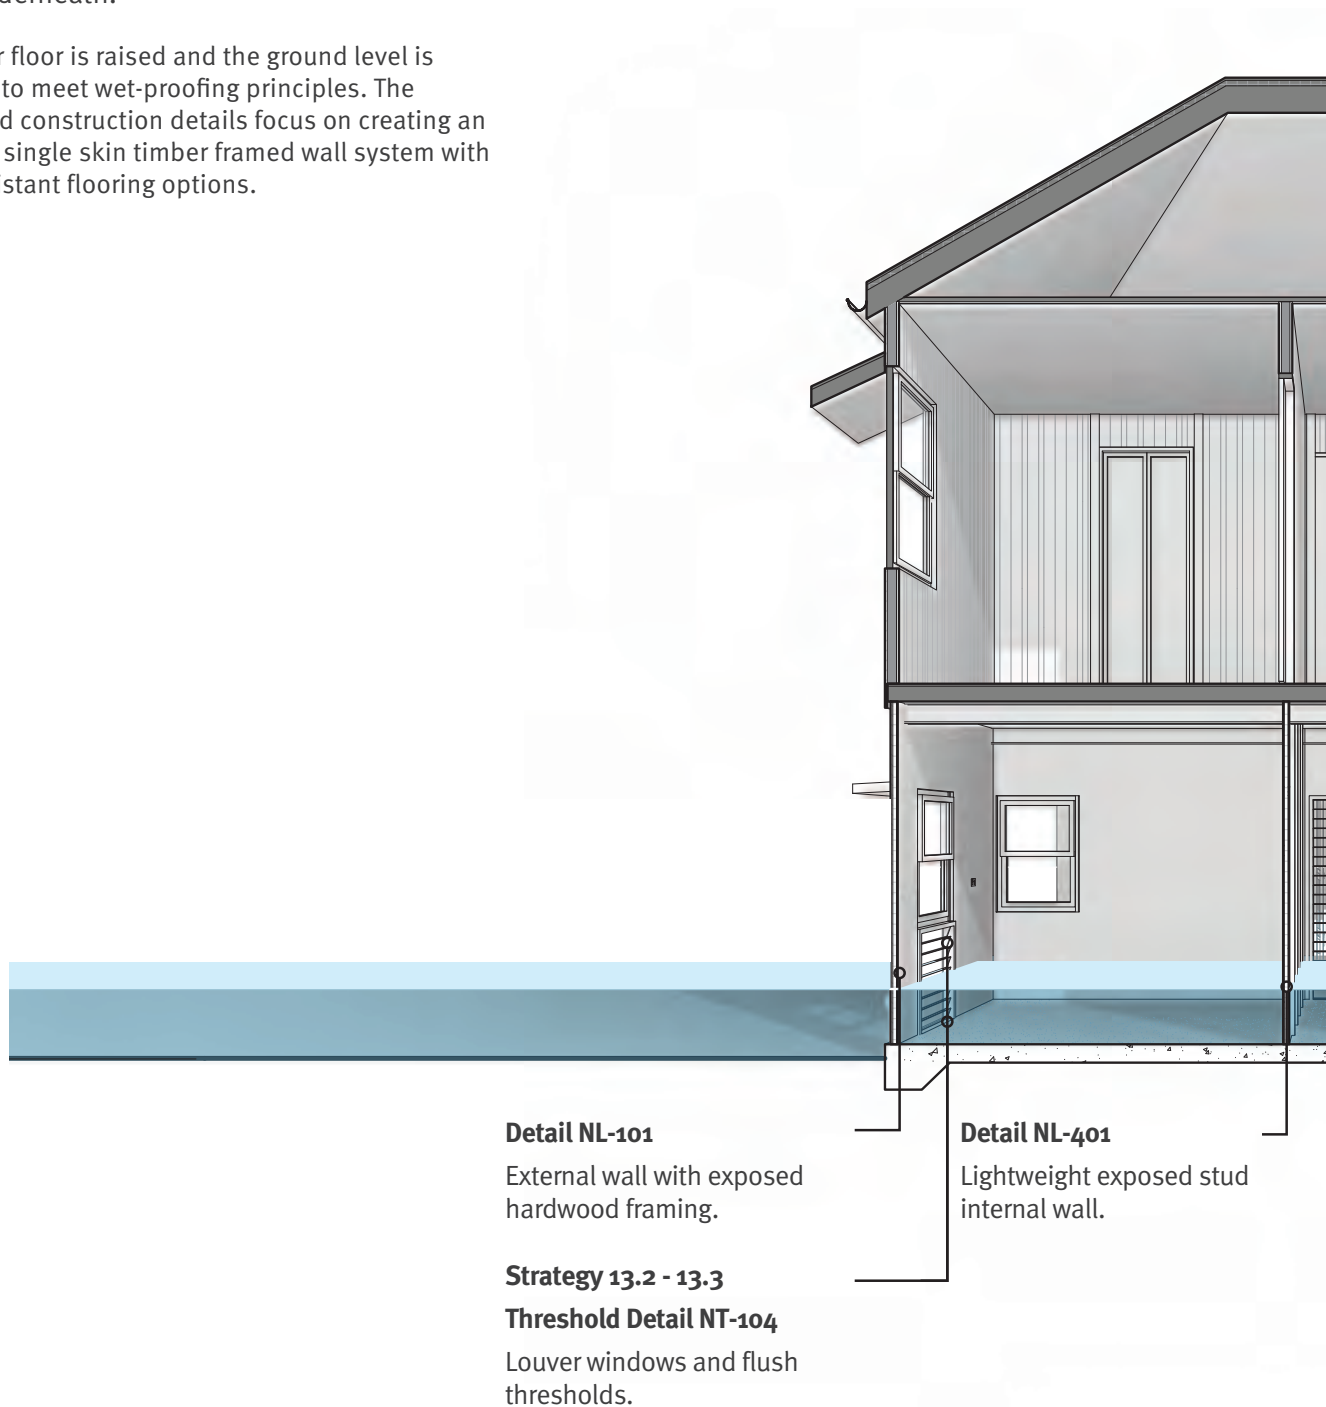 derneath.
r floor is raised and the ground level is
to meet wet-proofing principles. The
d construction details focus on creating an
single skin timber framed wall system with
stant flooring options.
Detail NL-101
External wall with exposed
hardwood framing.
Strategy 13.2 - 13.3
Threshold Detail NT-104
Louver windows and flush
thresholds.
Detail NL-401
Lightweight exposed stud
internal wall.